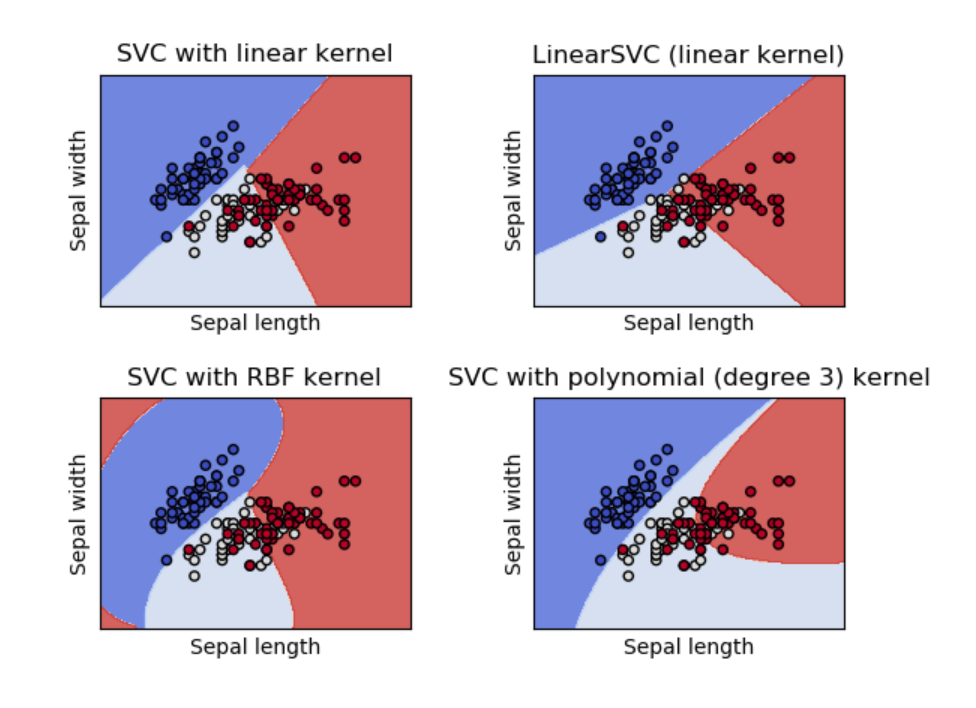 SVC with linear kernel
LinearSVC (linear kernel)
Sepal width
Sepal width
Sepal length
Sepal length
SVC with RBF kernel
SVC with polynomial (degree 3) kernel
Sepal width
Sepal width
Sepal length
Sepal length